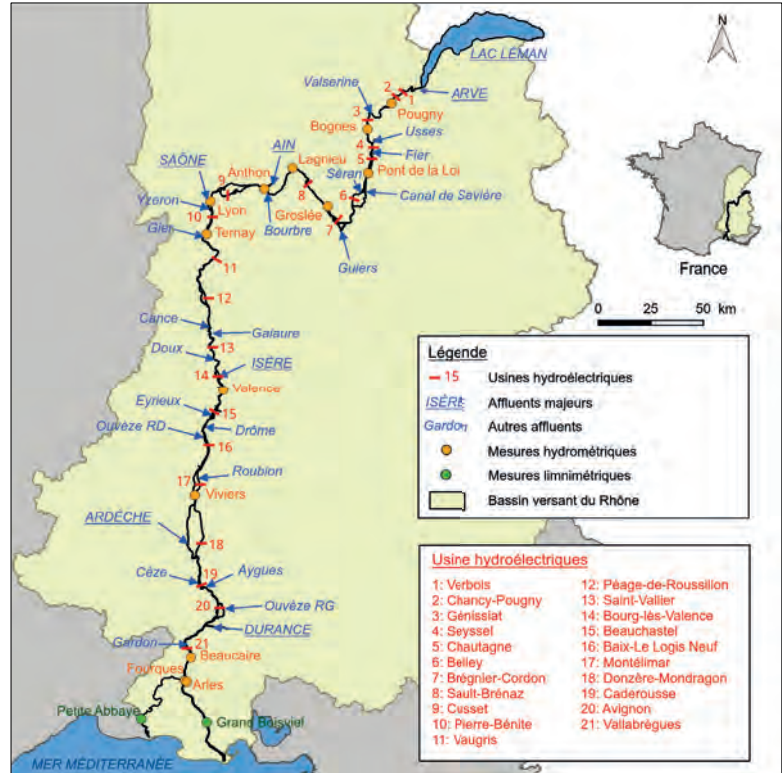 LAC LÉMAN
N
Valserine
2
1
ARVE
3
Pougny
Bognes
Usses
4
Fier
5
Pont de la Loi
AIN
Lagnieu
SAÔNE
Anthon
Séran
9
8
6
Canal de Sevière
Yzeron
Lyon
Groslée
10
7
Bourbre
Gier
Ternay
Guiers
France
11
0 25 50 km
12
Cance
Galaure
Doux
13
14
ISÈRE
Valence
Eyrieux
15
Drôme
Ouvèze RD
16
Roubion
17
Viviers
ARDÈCHE
18
Cèze
19
Aygues
20
Ouvèze RG
DURANCE
Gardon
21
Beaucaire
Fourques
Arles
Petite Abbaye
Grand Boisviel
MER MÉDITERRANÉE
Légende
15 Usines hydroélectriques
ISÈRE Affluents majeurs
Gardon Autres affluents
Mesures hydrométriques
Mesures limnimétriques
Bassin versant du Rhône
Usine hydroélectriques
1: Verbois
2: Chancy-Pougny
3: Génissiat
4: Seyssel
5: Chautagne
6: Belley
7: Brégnier-Cordon
8: Sault-Brénaz
9: Cusset
10: Pierre-Bénite
11: Vaugris
12: Péage-de-Roussillon
13: Saint-Vallier
14: Bourg-lès-Valence
15: Beauchastel
16: Baix-Le Logis Neuf
17: Montélimar
18: Donzère-Mondragon
19: Caderousse
20: Avignon
21: Vallabrègues